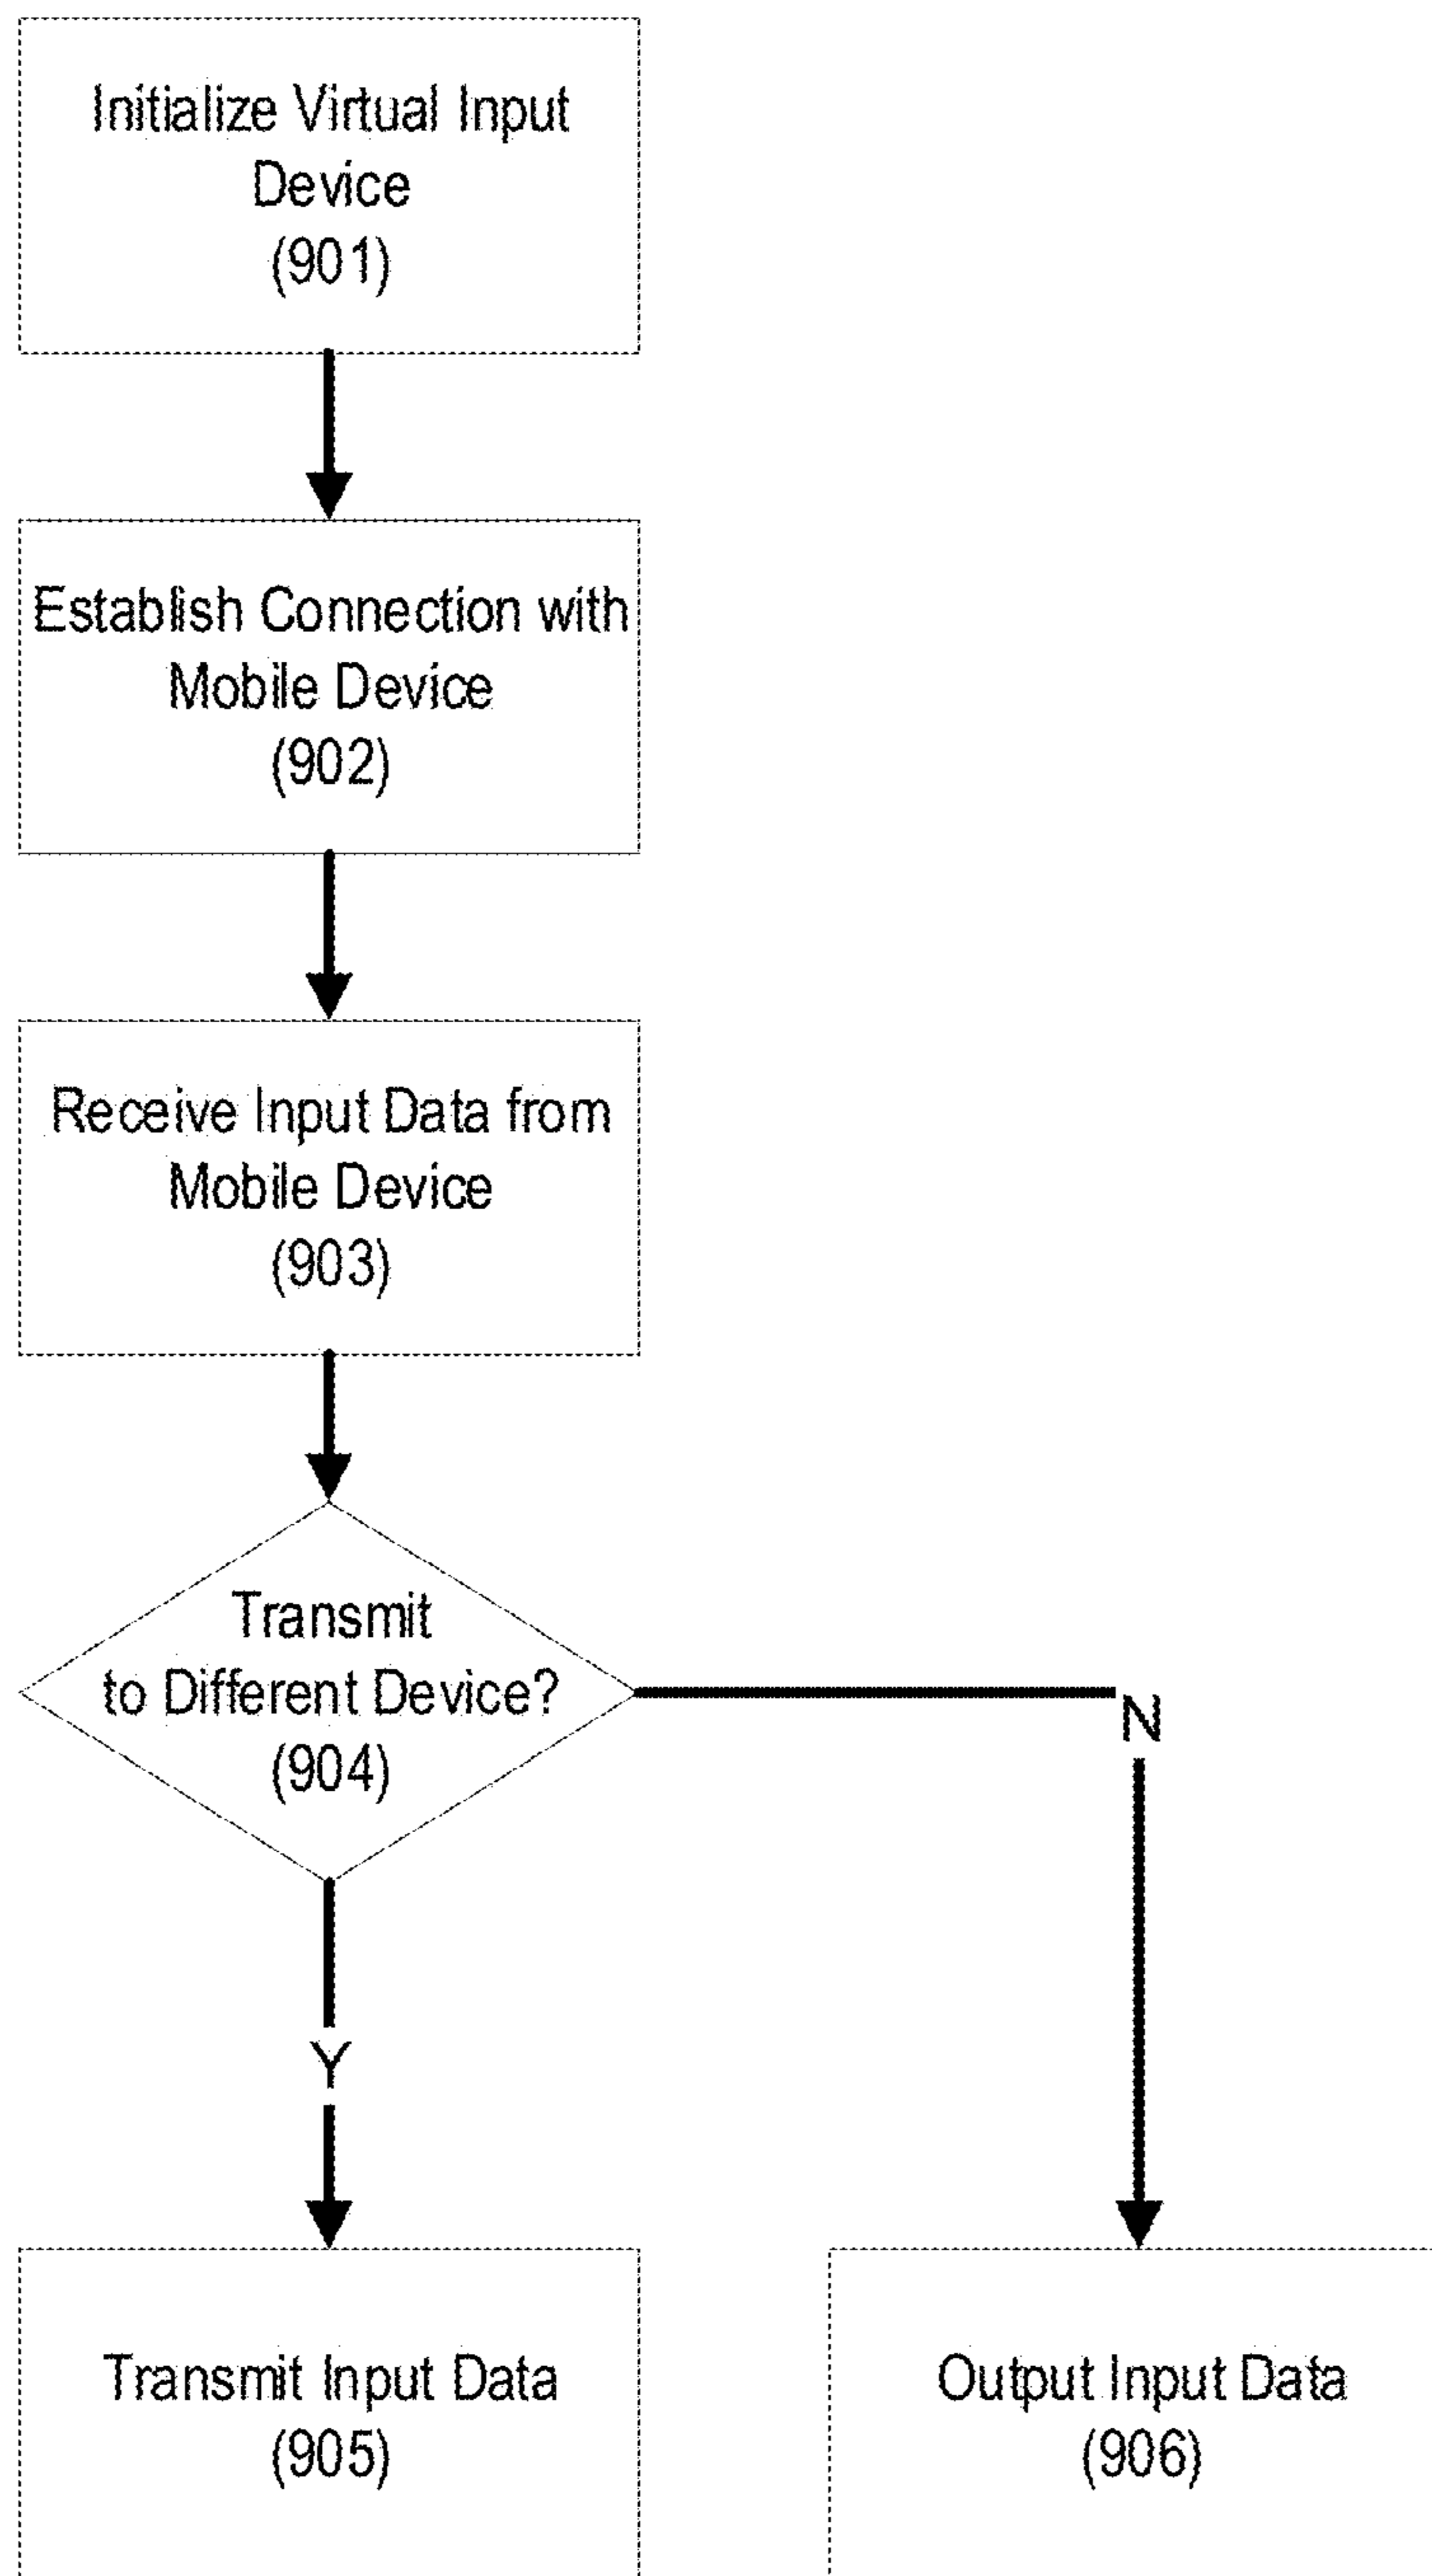 Initialize Virtual Input
Device
(901)
Establish Connection with
Mobile Device
(902)
Receive Input Data from
Mobile Device
(903)
Transmit
to Different Device?
(904)
N
Y
Transmit Input Data
(905)
Output Input Data
(906)